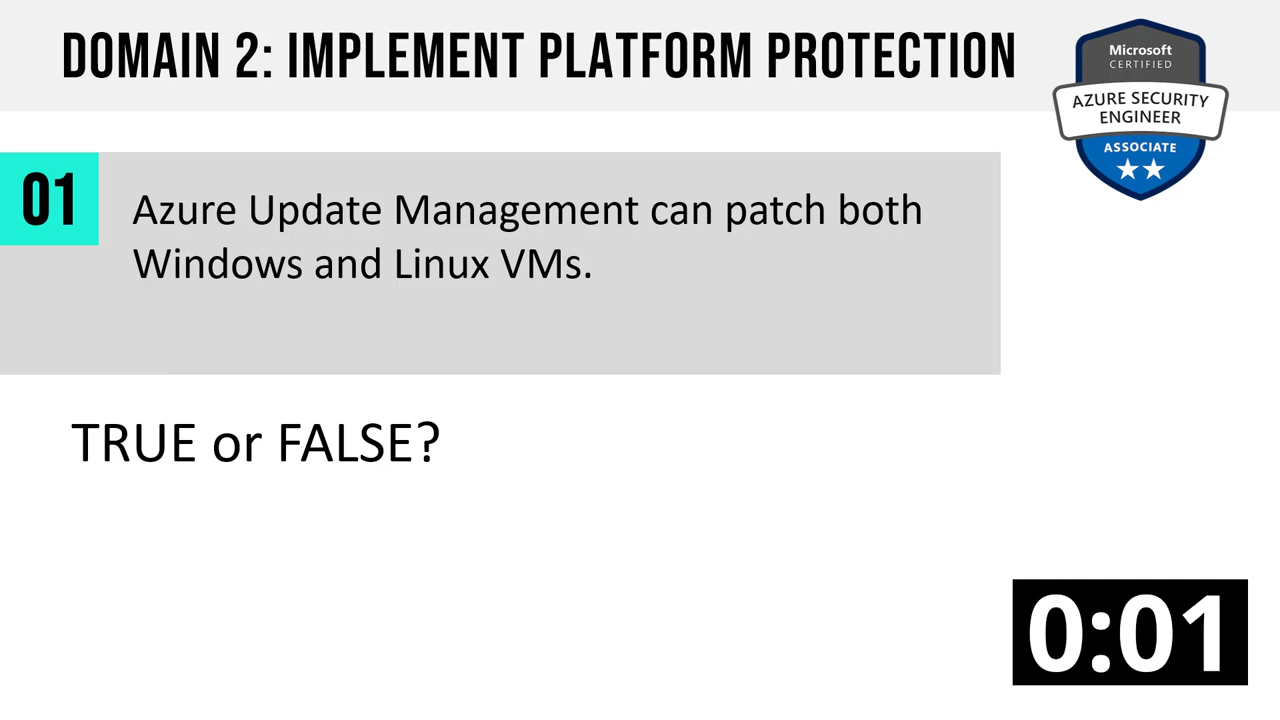 DOMAIN 2: IMPLEMENT PLATFORM PROTECTION
Microsoft
CERTIFIED
AZURE SECURITY
ENGINEER
ASSOCIATE
01
Azure Update Management can patch both
Windows and Linux VMs.
TRUE or FALSE?
0:01